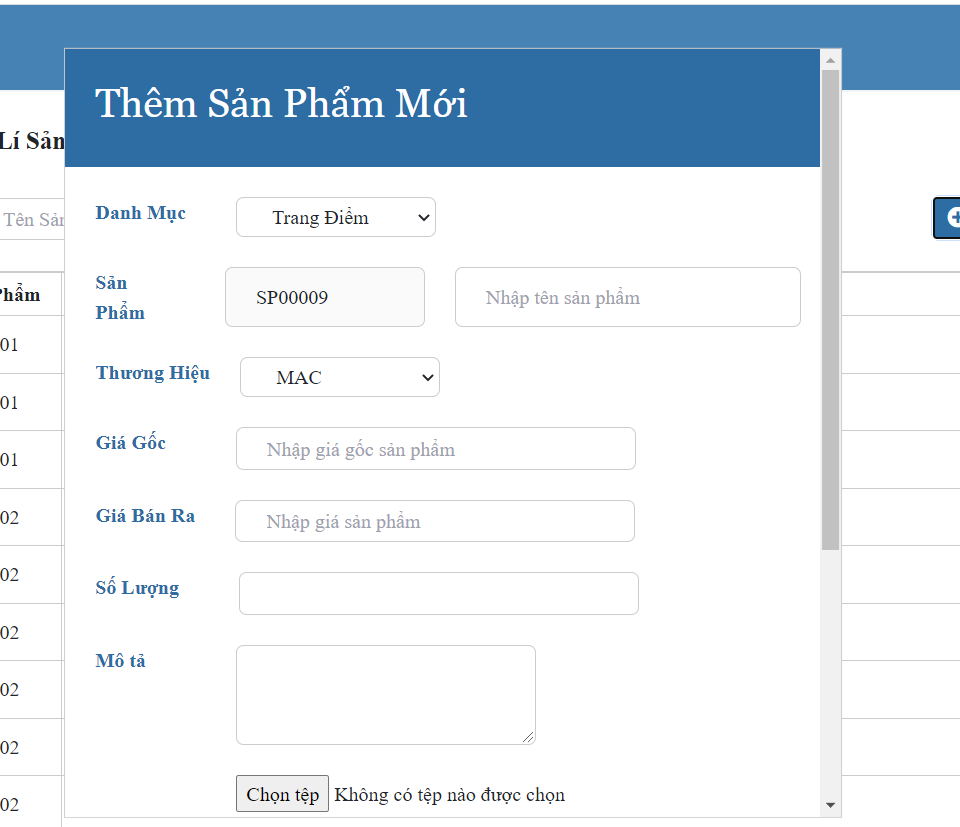 Thêm Sản Phẩm Mới
Lí Sản
Danh Mục
Trang Điểm
Tên Sản
Sản
Phẩm
SP00009
Nhập tên sản phẩm
Phẩm
01
Thương Hiệu
MAC
01
Giá Gốc
Nhập giá gốc sản phẩm
01
Giá Bán Ra
Nhập giá sản phẩm
02
Số Lượng
02
02
Mô tả
02
02
Chọn tệp Không có tệp nào được chọn
02